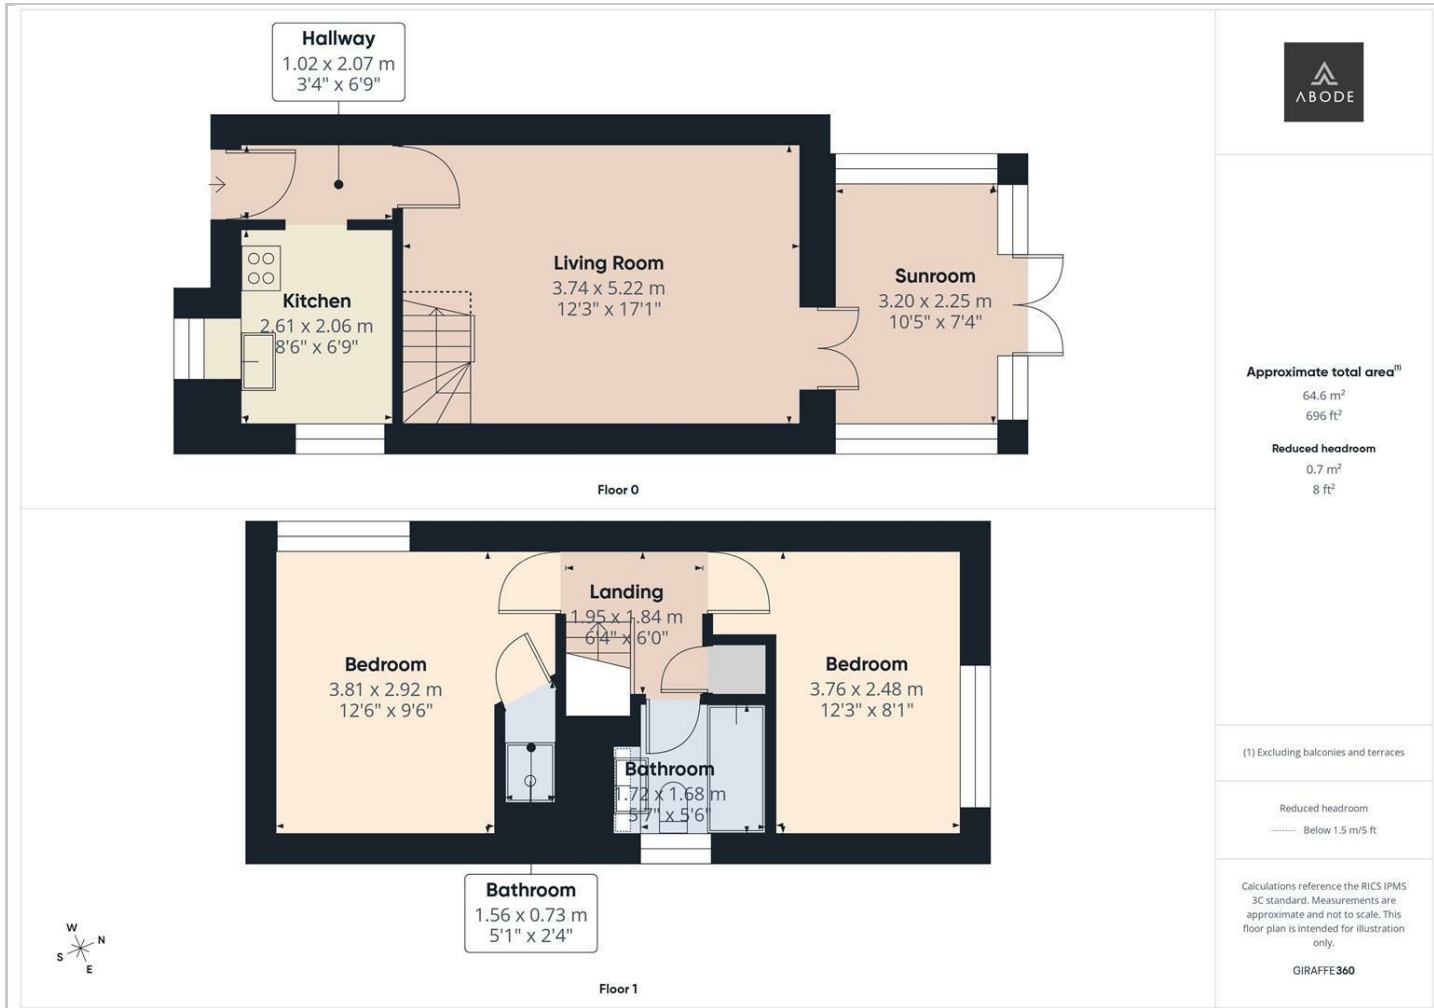 Hallway
1.02 x 2.07 m
3'4" x 6'9"
Living Room
3.74 x 5.22 m
12'3" x 17'1"
Sunroom
3.20 x 2.25 m
10'5" x 7'4"
Kitchen
2.61 x 2.06 m
8'6" x 6'9"
Floor 0
Landing
1.95 x 1.84 m
6'4" x 6'0"
Bedroom
3.81 x 2.92 m
12'6" x 9'6"
Bedroom
3.76 x 2.48 m
12'3" x 8'1"
Bathroom
1.72 x 1.68 m
5'7" x 5'6"
Bathroom
1.56 x 0.73 m
5'1" x 2'4"
W
N
S
E
Floor 1
ABODE
Approximate total area⁽¹⁾
64.6 m²
696 ft²
Reduced headroom
0.7 m²
8 ft²
(1) Excluding balconies and terraces
Reduced headroom
Below 1.5 m/5 ft
Calculations reference the RICS IPMS
3C standard. Measurements are
approximate and not to scale. This
floor plan is intended for illustration
only.
GIRAFFE360